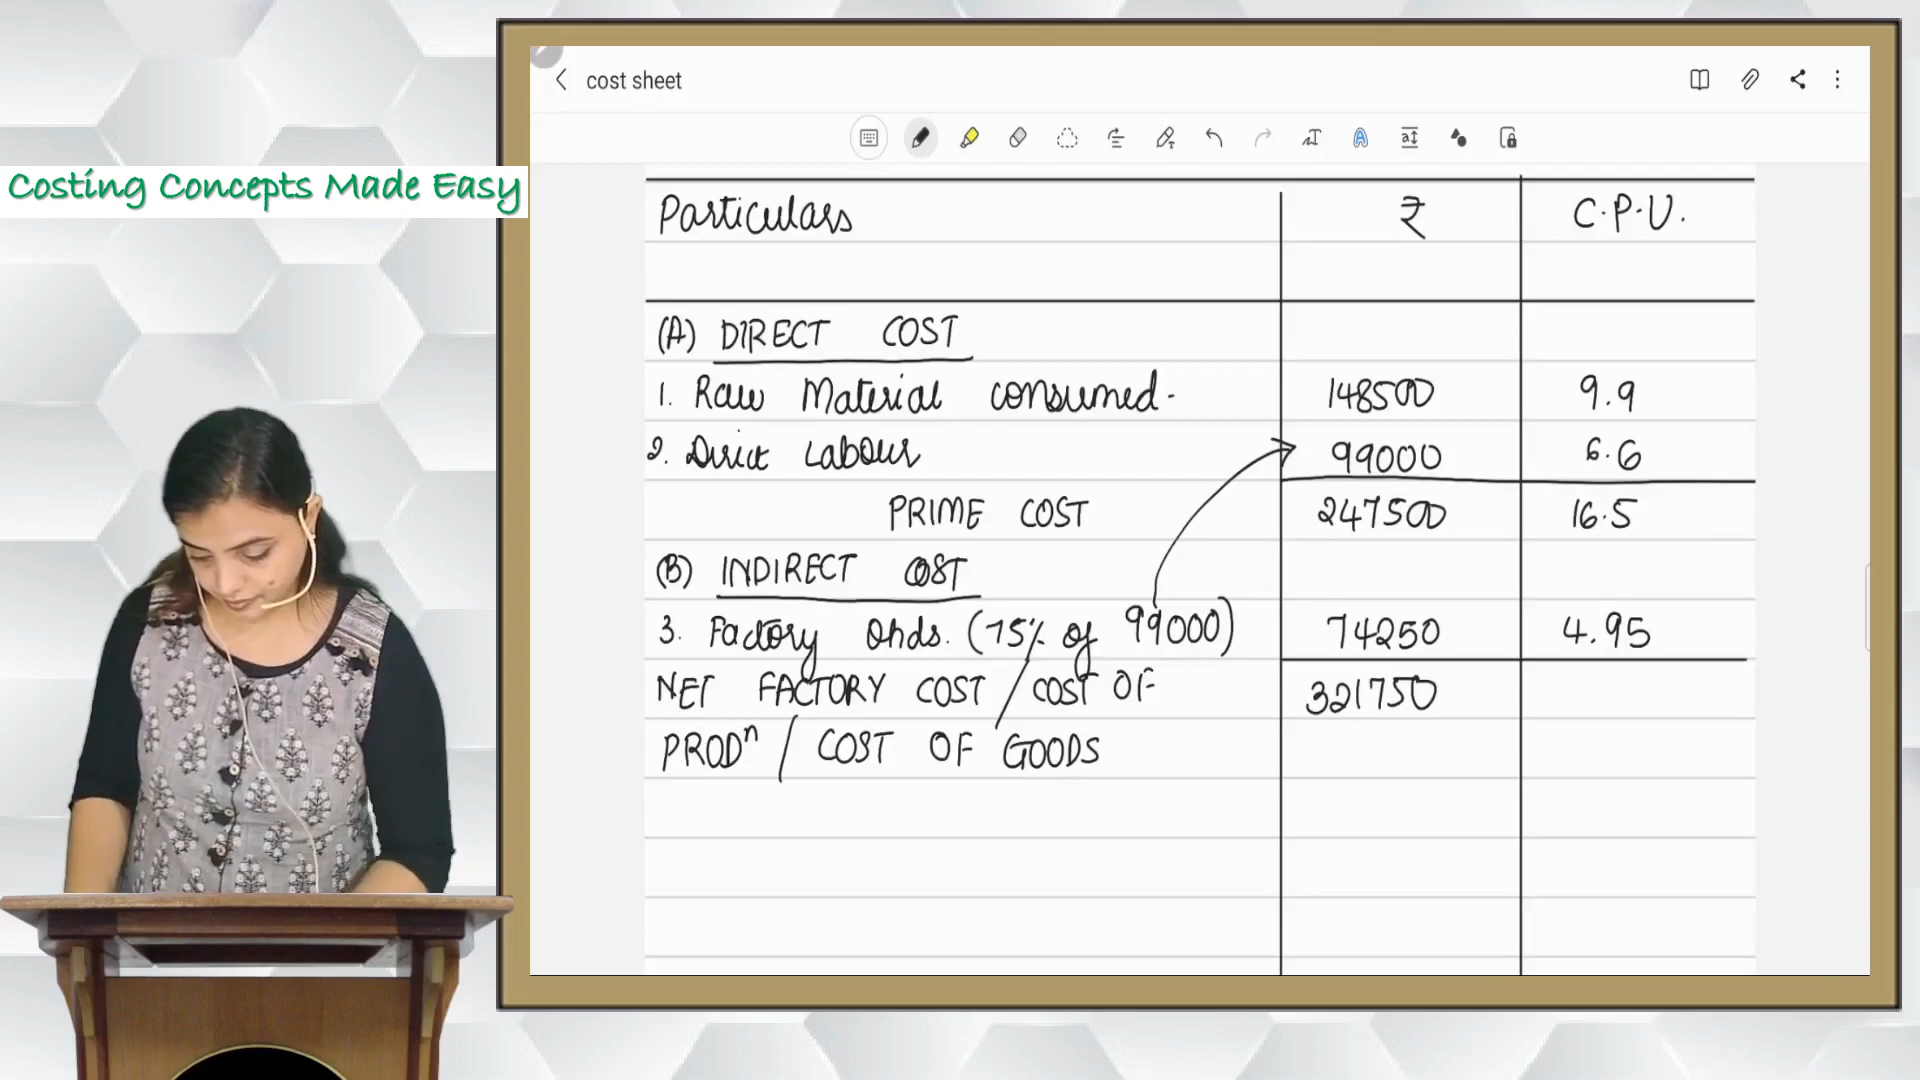 cost sheet
Costing Concepts Made Easy
Particulars ₹ C.P.U.
(A) DIRECT COST
1. Raw Material consumed. 148500 9.9
2. Direct Labour 99000 6.6
PRIME COST 247500 16.5
(B) INDIRECT COST
3. Factory Ohds. (75% of 99000) 74250 4.95
NET FACTORY COST / COST OF 321750
PRODⁿ / COST OF GOODS